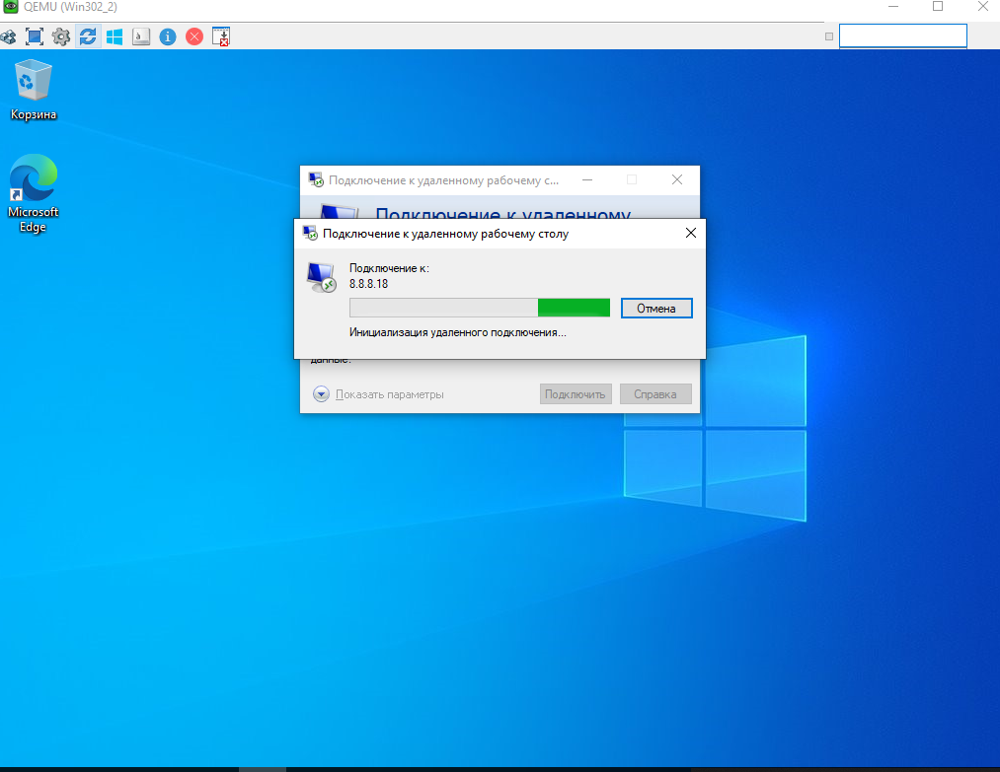 QEMU (Win302_2)
Корзина
Microsoft
Edge
Подключение к удаленному рабочему с...
Подключение к удаленному
Подключение к удаленному рабочему столу
Подключение к:
8.8.8.18
Отмена
Инициализация удаленного подключения...
данные.
Показать параметры
Подключить
Справка